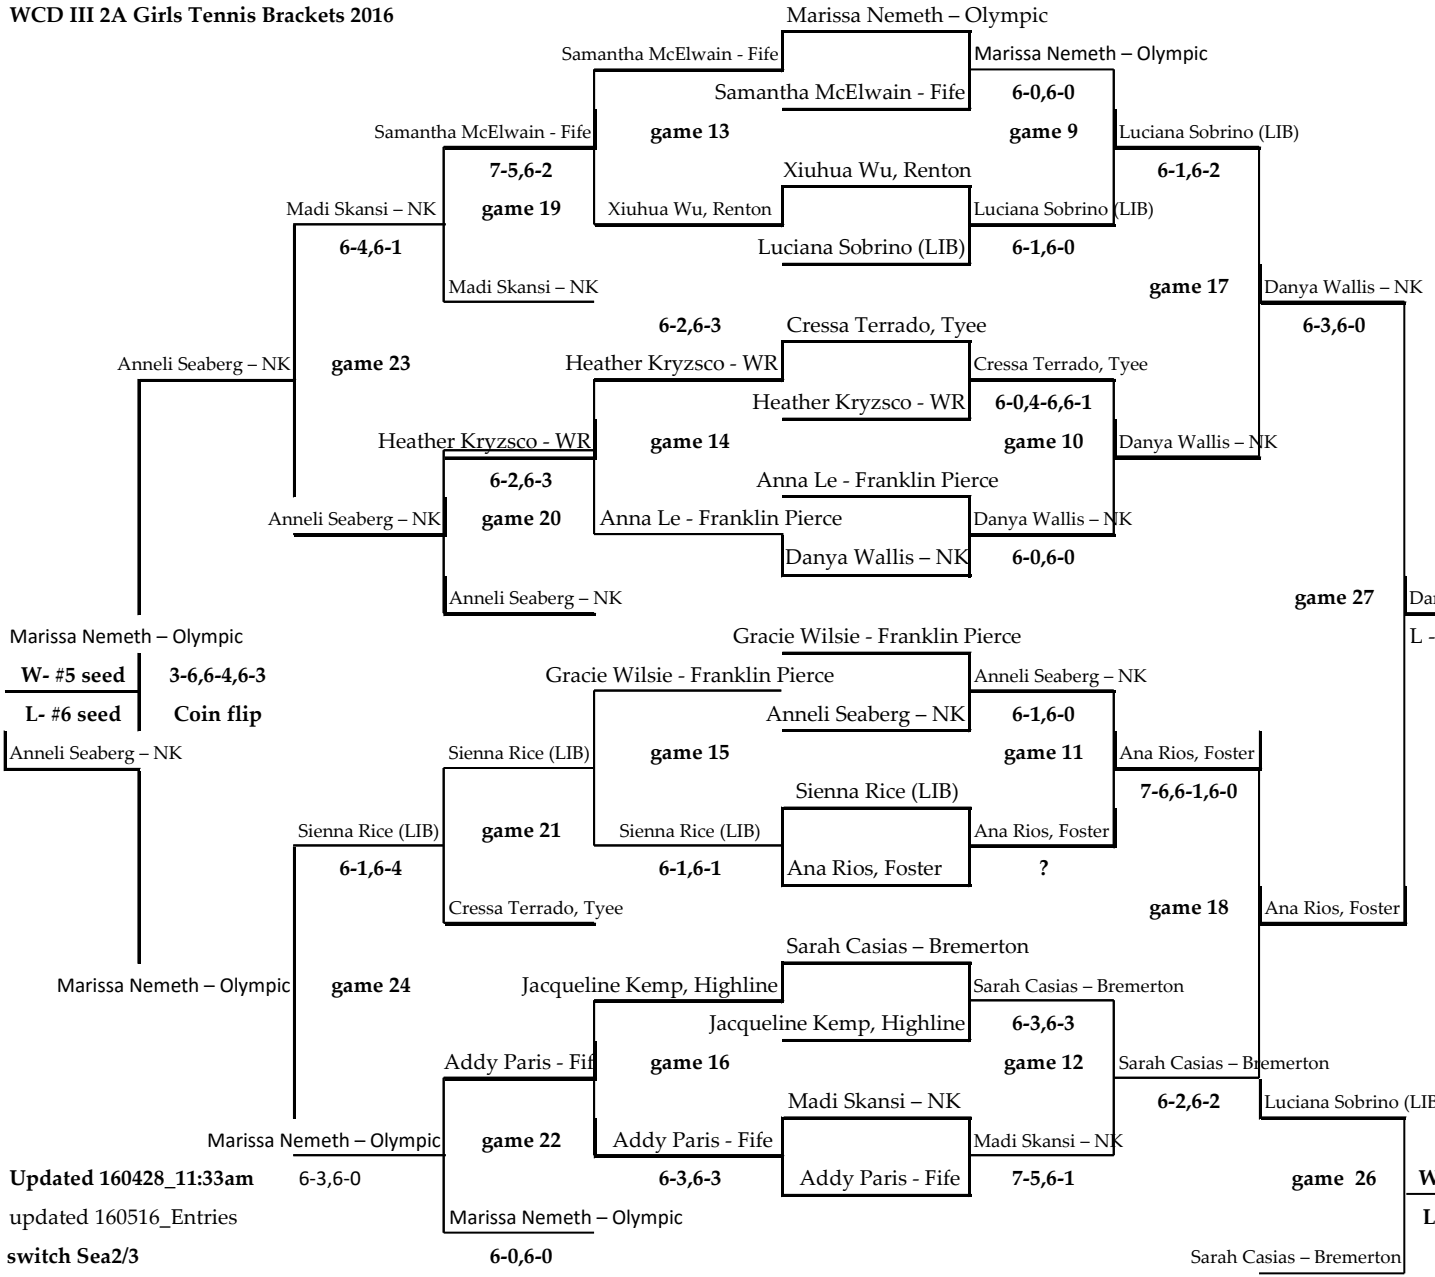 WCD III 2A Girls Tennis Brackets 2016
Marissa Nemeth – Olympic
Samantha McElwain - Fife
Marissa Nemeth – Olympic
Samantha McElwain - Fife
6-0,6-0
Samantha McElwain - Fife
game 13
game 9
Luciana Sobrino (LIB)
7-5,6-2
Xiuhua Wu, Renton
6-1,6-2
Madi Skansi – NK
game 19
Xiuhua Wu, Renton
Luciana Sobrino (LIB)
6-4,6-1
Luciana Sobrino (LIB)
6-1,6-0
Madi Skansi – NK
game 17
Danya Wallis – NK
6-2,6-3
Cressa Terrado, Tyee
6-3,6-0
Anneli Seaberg – NK
game 23
Heather Kryzsco - WR
Cressa Terrado, Tyee
Heather Kryzsco - WR
6-0,4-6,6-1
Heather Kryzsco - WR
game 14
game 10
Danya Wallis – NK
6-2,6-3
Anna Le - Franklin Pierce
Anneli Seaberg – NK
game 20
Anna Le - Franklin Pierce
Danya Wallis – NK
Danya Wallis – NK
6-0,6-0
Anneli Seaberg – NK
game 27
Dar
Marissa Nemeth – Olympic
Gracie Wilsie - Franklin Pierce
L -
W- #5 seed
3-6,6-4,6-3
Gracie Wilsie - Franklin Pierce
Anneli Seaberg – NK
L- #6 seed
Coin flip
Anneli Seaberg – NK
6-1,6-0
Anneli Seaberg – NK
Sienna Rice (LIB)
game 15
game 11
Ana Rios, Foster
Sienna Rice (LIB)
7-6,6-1,6-0
Sienna Rice (LIB)
game 21
Sienna Rice (LIB)
Ana Rios, Foster
6-1,6-4
6-1,6-1
Ana Rios, Foster
?
Cressa Terrado, Tyee
game 18
Ana Rios, Foster
Sarah Casias – Bremerton
Marissa Nemeth – Olympic
game 24
Jacqueline Kemp, Highline
Sarah Casias – Bremerton
Jacqueline Kemp, Highline
6-3,6-3
Addy Paris - Fif
game 16
game 12
Sarah Casias – Bremerton
Madi Skansi – NK
6-2,6-2
Luciana Sobrino (LIB
Marissa Nemeth – Olympic
game 22
Addy Paris - Fife
Madi Skansi – NK
Updated 160428_11:33am
6-3,6-0
6-3,6-3
Addy Paris - Fife
7-5,6-1
game 26
W
updated 160516_Entries
Marissa Nemeth – Olympic
L
switch Sea2/3
6-0,6-0
Sarah Casias – Bremerton